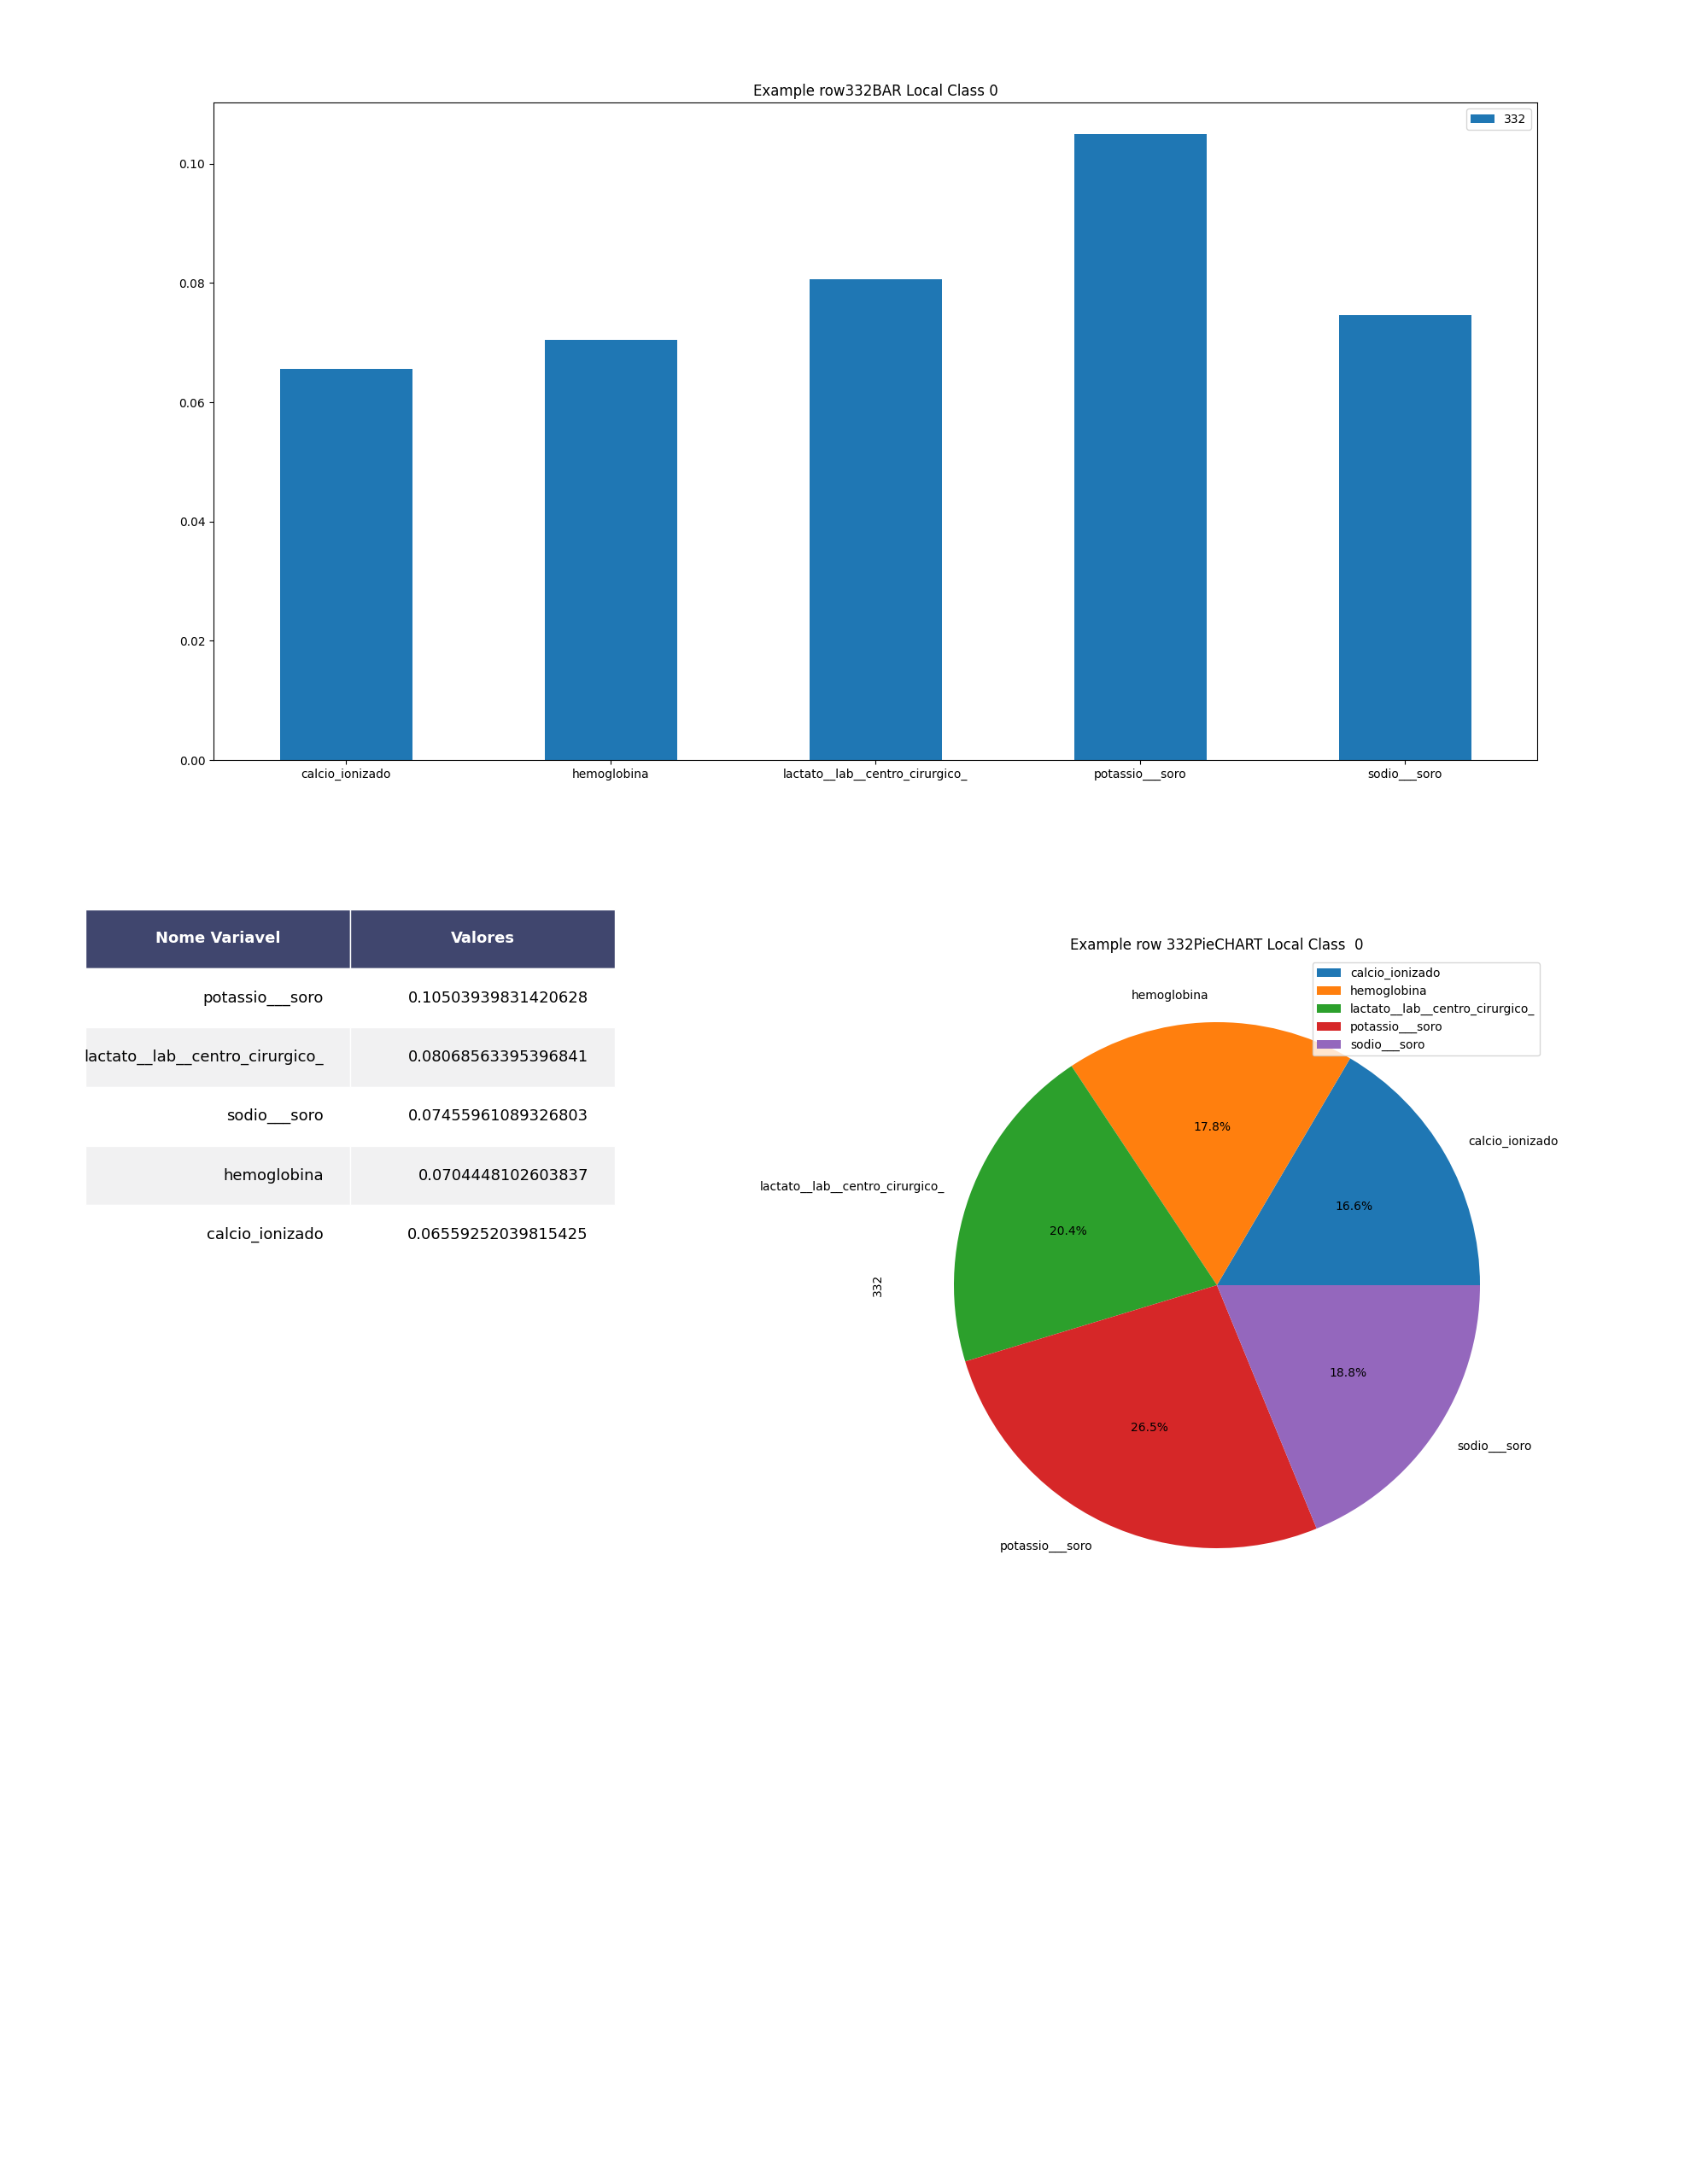 Example row332BAR Local Class 0
332
0.10
0.08
0.06
0.04
0.02
0.00
calcio_ionizado hemoglobina lactato__lab__centro_cirurgico_ potassio___soro sodio___soro
Nome Variavel Valores
potassio___soro 0.10503939831420628
lactato__lab__centro_cirurgico_ 0.08068563395396841
sodio___soro 0.07455961089326803
hemoglobina 0.0704448102603837
calcio_ionizado 0.06559252039815425
Example row 332PieCHART Local Class  0
calcio_ionizado
hemoglobina
lactato__lab__centro_cirurgico_
potassio___soro
sodio___soro
hemoglobina
17.8%
calcio_ionizado
16.6%
lactato__lab__centro_cirurgico_
20.4%
332
18.8%
26.5%
sodio___soro
potassio___soro